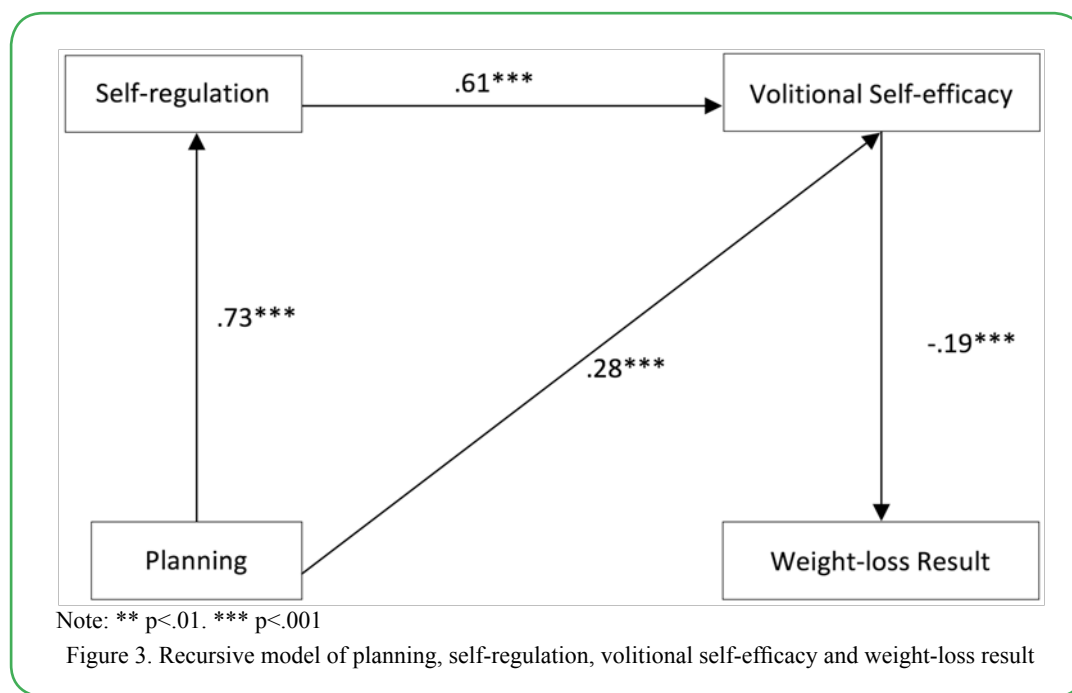 Self-regulation
.61***
Volitional Self-efficacy
.73***
.28***
-.19***
Planning
Weight-loss Result
Note: ** p<.01. *** p<.001
Figure 3. Recursive model of planning, self-regulation, volitional self-efficacy and weight-loss result